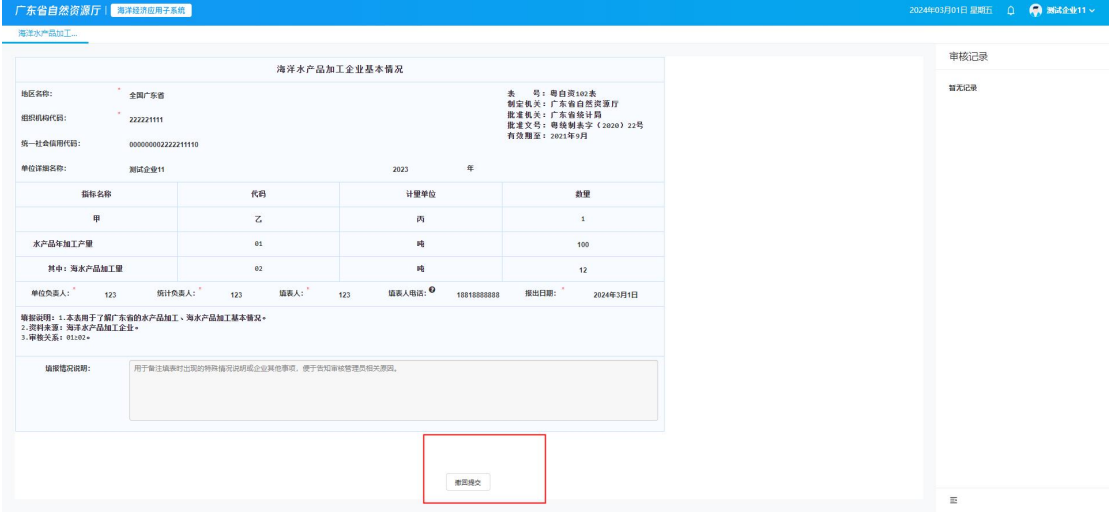 广东省自然资源厅 海洋经济应用子系统 2024年03月01日 星期五 测试企业11
海洋水产品加工...
审核记录
暂无记录
海洋水产品加工企业基本情况
地区名称： * 全国广东省
组织机构代码： * 222221111
统一社会信用代码： 000000002222211110
单位详细名称： 测试企业11 2023 年
表 号：粤自资102表
制定机关：广东省自然资源厅
批准机关：广东省统计局
批准文号：粤统制表字（2020）22号
有效期至：2021年9月
指标名称 代码 计量单位 数量
甲 乙 丙 1
水产品年加工产量 01 吨 100
其中：海水产品加工量 02 吨 12
单位负责人： * 123 统计负责人： * 123 填表人： * 123 填表人电话： 18818888888 报出日期： * 2024年3月1日
填报说明：1.本表用于了解广东省的水产品加工、海水产品加工基本情况。
2.资料来源：海洋水产品加工企业。
3.审核关系：01≥02。
填报情况说明： 用于备注填表时出现的特殊情况说明或企业其他事项，便于告知审核管理员相关原因。
撤回提交